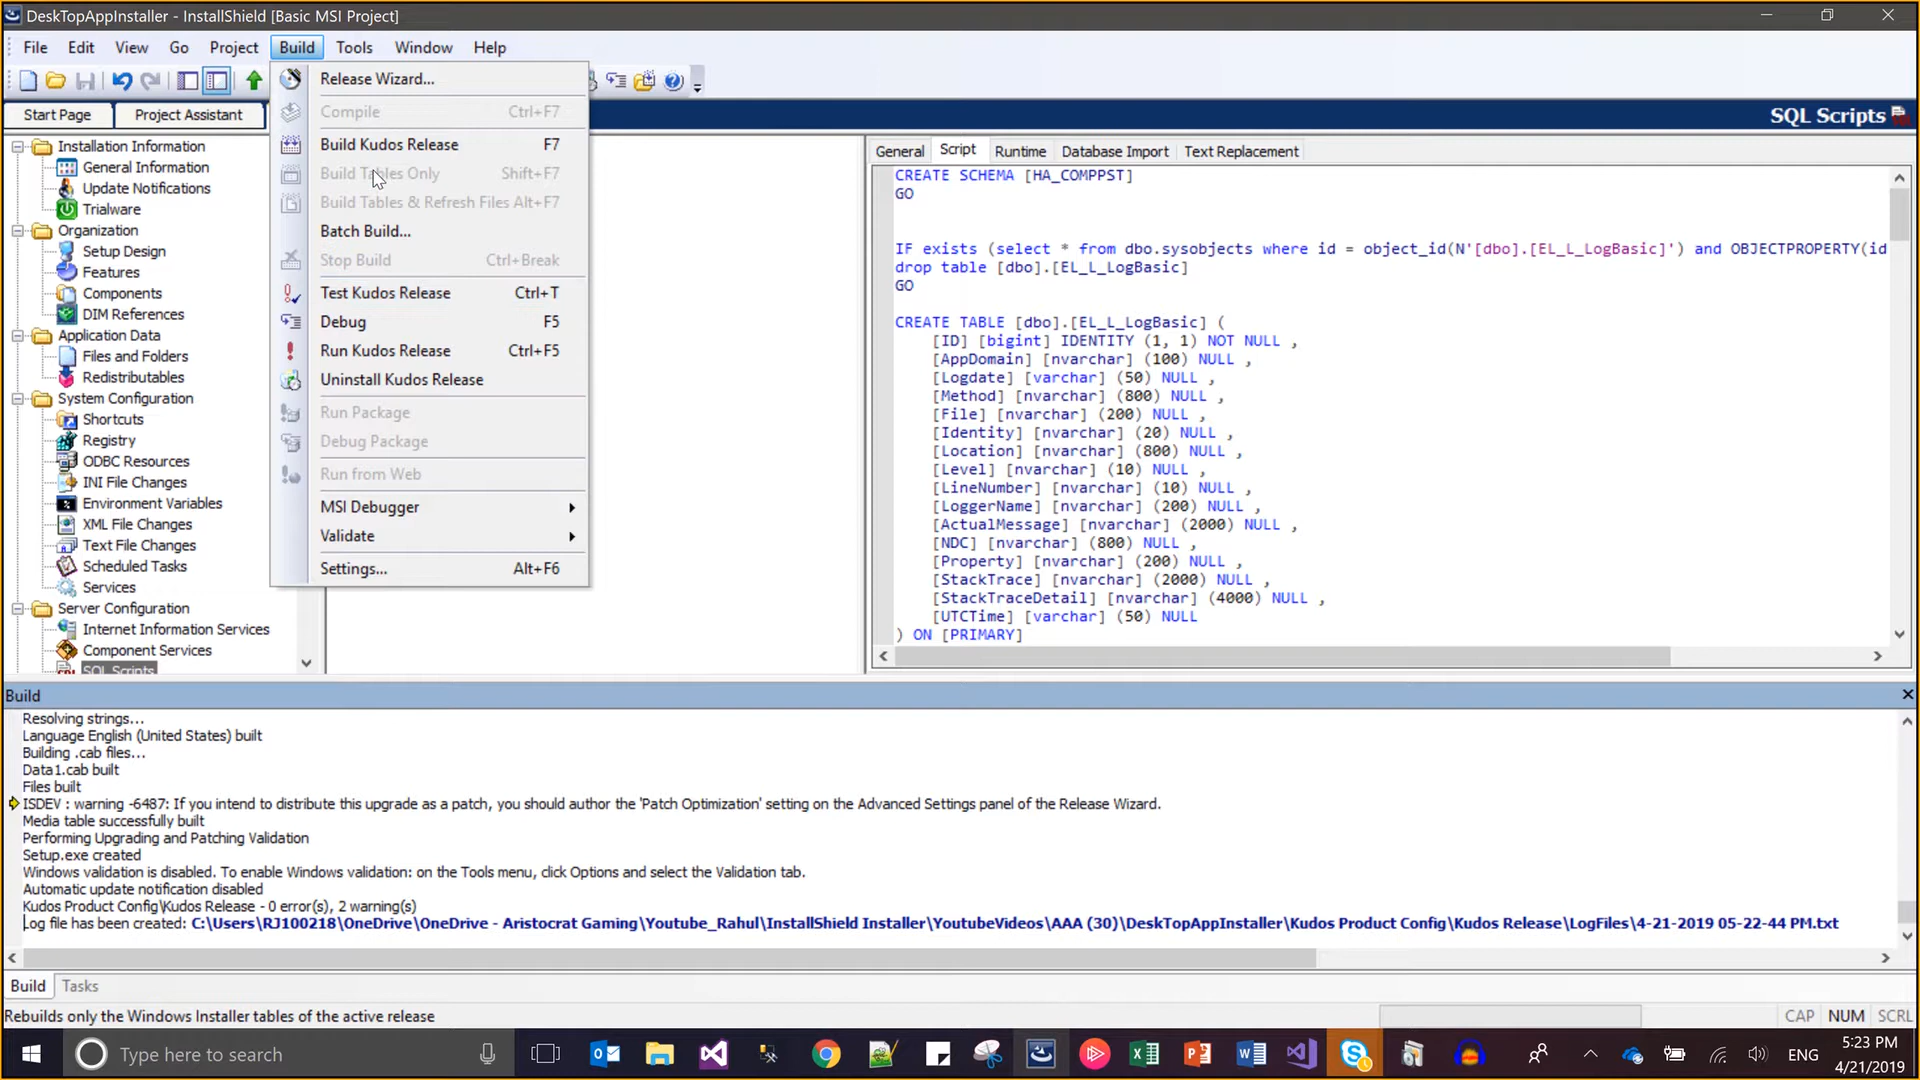 DeskTopAppInstaller - InstallShield [Basic MSI Project]
File Edit View Go Project Build Tools Window Help
Start Page
Project Assistant
SQL Scripts
Installation Information
General Information
Update Notifications
Trialware
Organization
Setup Design
Features
Components
DIM References
Application Data
Files and Folders
Redistributables
System Configuration
Shortcuts
Registry
ODBC Resources
INI File Changes
Environment Variables
XML File Changes
Text File Changes
Scheduled Tasks
Services
Server Configuration
Internet Information Services
Component Services
SQL Scripts
Release Wizard...
Compile Ctrl+F7
Build Kudos Release F7
Build Tables Only Shift+F7
Build Tables & Refresh Files Alt+F7
Batch Build...
Stop Build Ctrl+Break
Test Kudos Release Ctrl+T
Debug F5
Run Kudos Release Ctrl+F5
Uninstall Kudos Release
Run Package
Debug Package
Run from Web
MSI Debugger
Validate
Settings... Alt+F6
General Script Runtime Database Import Text Replacement
CREATE SCHEMA [HA_COMPPST]
GO
IF exists (select * from dbo.sysobjects where id = object_id(N'[dbo].[EL_L_LogBasic]') and OBJECTPROPERTY(id
drop table [dbo].[EL_L_LogBasic]
GO
CREATE TABLE [dbo].[EL_L_LogBasic] (
[ID] [bigint] IDENTITY (1, 1) NOT NULL ,
[AppDomain] [nvarchar] (100) NULL ,
[Logdate] [varchar] (50) NULL ,
[Method] [nvarchar] (800) NULL ,
[File] [nvarchar] (200) NULL ,
[Identity] [nvarchar] (20) NULL ,
[Location] [nvarchar] (800) NULL ,
[Level] [nvarchar] (10) NULL ,
[LineNumber] [nvarchar] (10) NULL ,
[LoggerName] [nvarchar] (200) NULL ,
[ActualMessage] [nvarchar] (2000) NULL ,
[NDC] [nvarchar] (800) NULL ,
[Property] [nvarchar] (200) NULL ,
[StackTrace] [nvarchar] (2000) NULL ,
[StackTraceDetail] [nvarchar] (4000) NULL ,
[UTCTime] [varchar] (50) NULL
) ON [PRIMARY]
Build
Resolving strings...
Language English (United States) built
Building .cab files...
Data1.cab built
Files built
ISDEV : warning -6487: If you intend to distribute this upgrade as a patch, you should author the 'Patch Optimization' setting on the Advanced Settings panel of the Release Wizard.
Media table successfully built
Performing Upgrading and Patching Validation
Setup.exe created
Windows validation is disabled. To enable Windows validation: on the Tools menu, click Options and select the Validation tab.
Automatic update notification disabled
Kudos Product Config\Kudos Release - 0 error(s), 2 warning(s)
Log file has been created: C:\Users\RJ100218\OneDrive\OneDrive - Aristocrat Gaming\Youtube_Rahul\InstallShield Installer\YoutubeVideos\AAA (30)\DeskTopAppInstaller\Kudos Product Config\Kudos Release\LogFiles\4-21-2019 05-22-44 PM.txt
Build Tasks
Rebuilds only the Windows Installer tables of the active release
CAP NUM SCRL
Type here to search
ENG
5:23 PM
4/21/2019